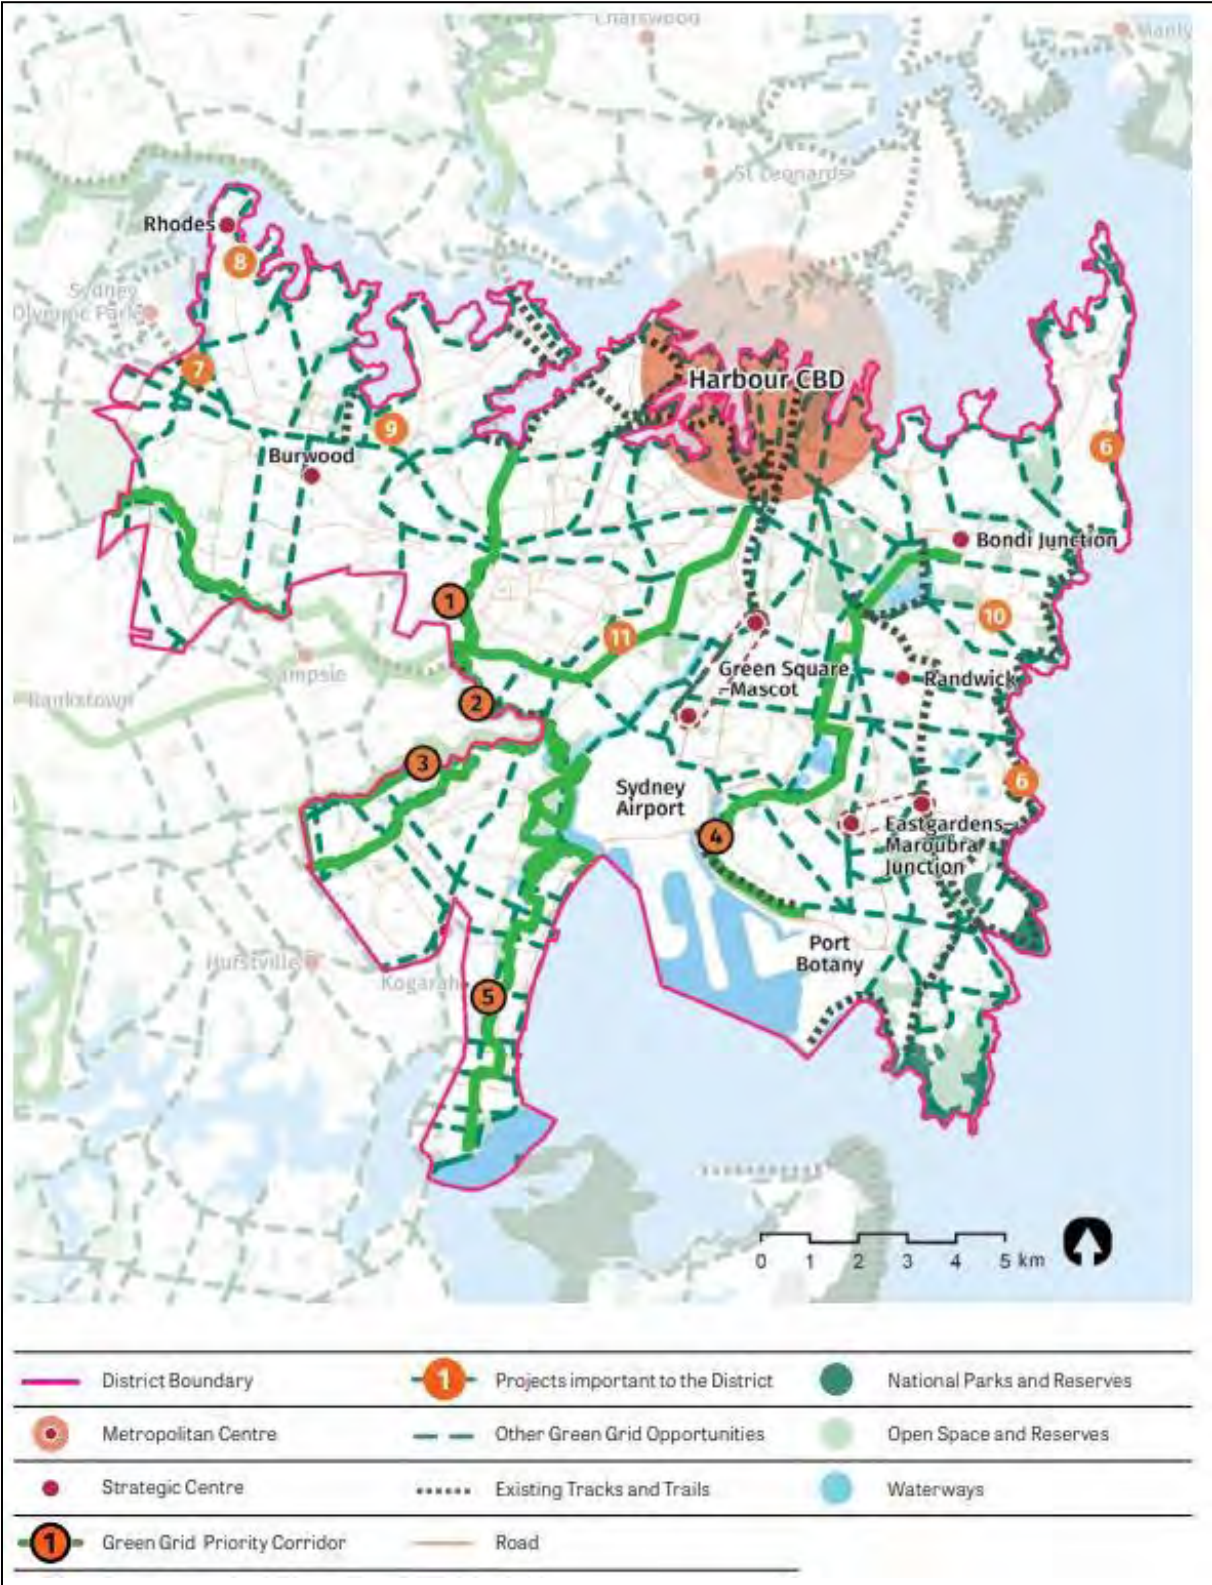 Chatswood
Manly
St Leonards
Rhodes
8
Sydney
Olympic Park
7
Harbour CBD
9
6
Burwood
Bondi Junction
1
11
10
Campsie
Green Square
–Mascot
Randwick
Bankstown
2
3
Sydney
Airport
6
4
Eastgardens–
Maroubra
Junction
Port
Botany
Hurstville
Kogarah
5
0 1 2 3 4 5 km
District Boundary
1
Projects important to the District
National Parks and Reserves
Metropolitan Centre
Other Green Grid Opportunities
Open Space and Reserves
Strategic Centre
Existing Tracks and Trails
Waterways
1
Green Grid Priority Corridor
Road